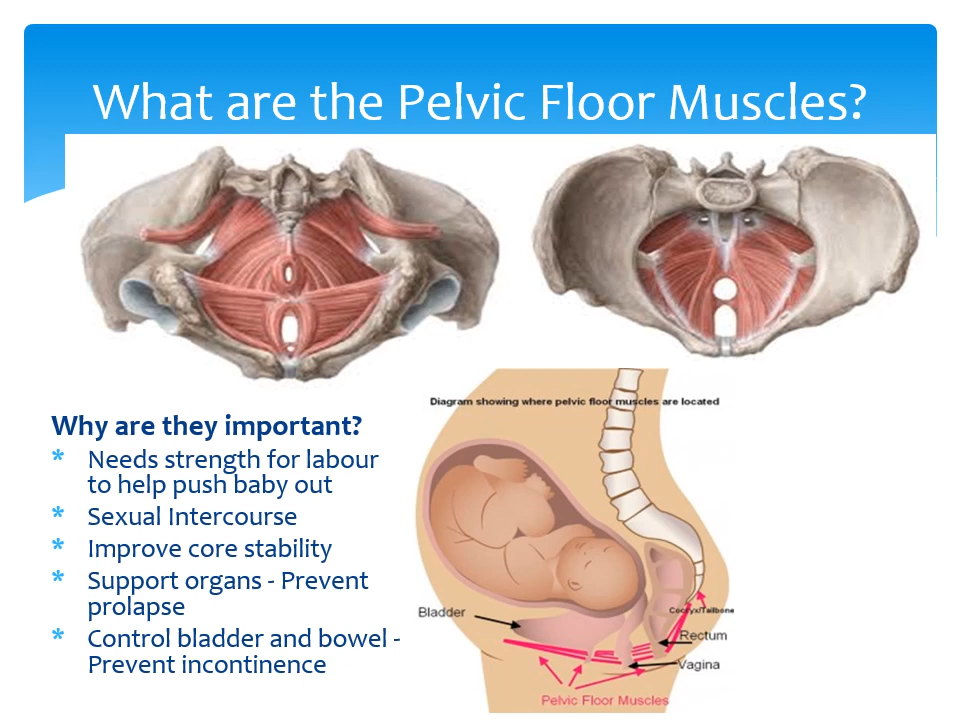 What are the Pelvic Floor Muscles?
Why are they important?
* Needs strength for labour
to help push baby out
* Sexual Intercourse
* Improve core stability
* Support organs - Prevent
prolapse
* Control bladder and bowel -
Prevent incontinence
Diagram showing where pelvic floor muscles are located
Bladder
Coccyx/Tailbone
Rectum
Vagina
Pelvic Floor Muscles